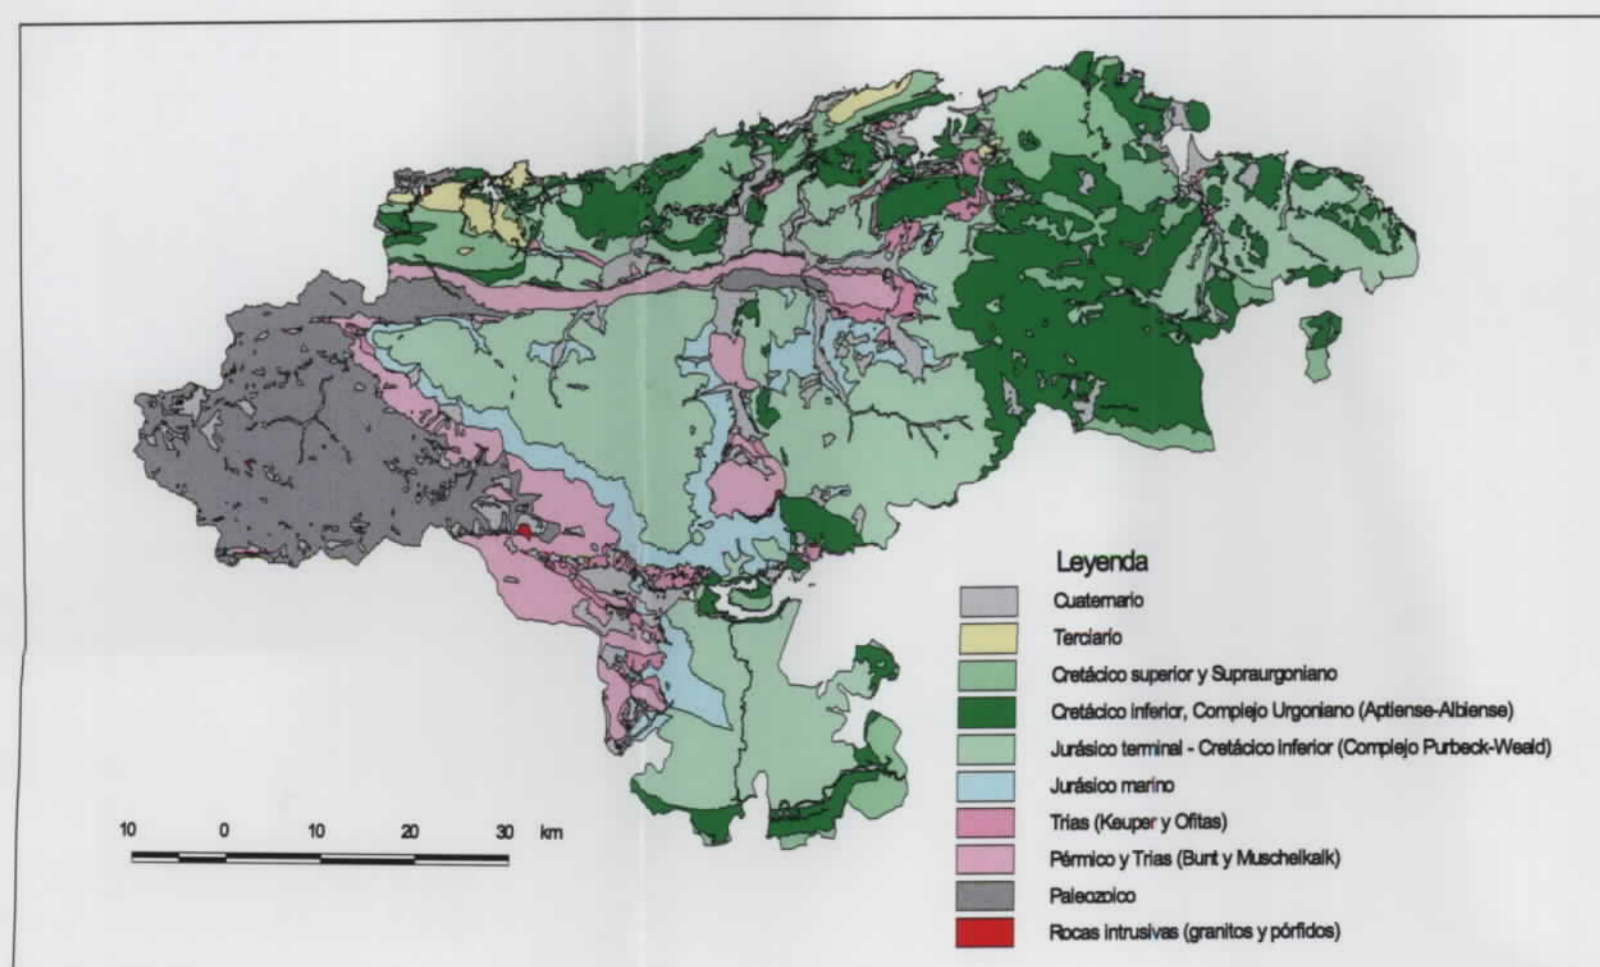 Leyenda
Cuaternario
Terciario
Cretácico superior y Supraurgoniano
Cretácico inferior, Complejo Urgoniano (Aptiense-Albiense)
Jurásico terminal - Cretácico inferior (Complejo Purbeck-Weald)
Jurásico marino
Trias (Keuper y Ofitas)
Pérmico y Trias (Bunt y Muschelkalk)
Paleozoico
Rocas intrusivas (granitos y pórfidos)
10 0 10 20 30 km